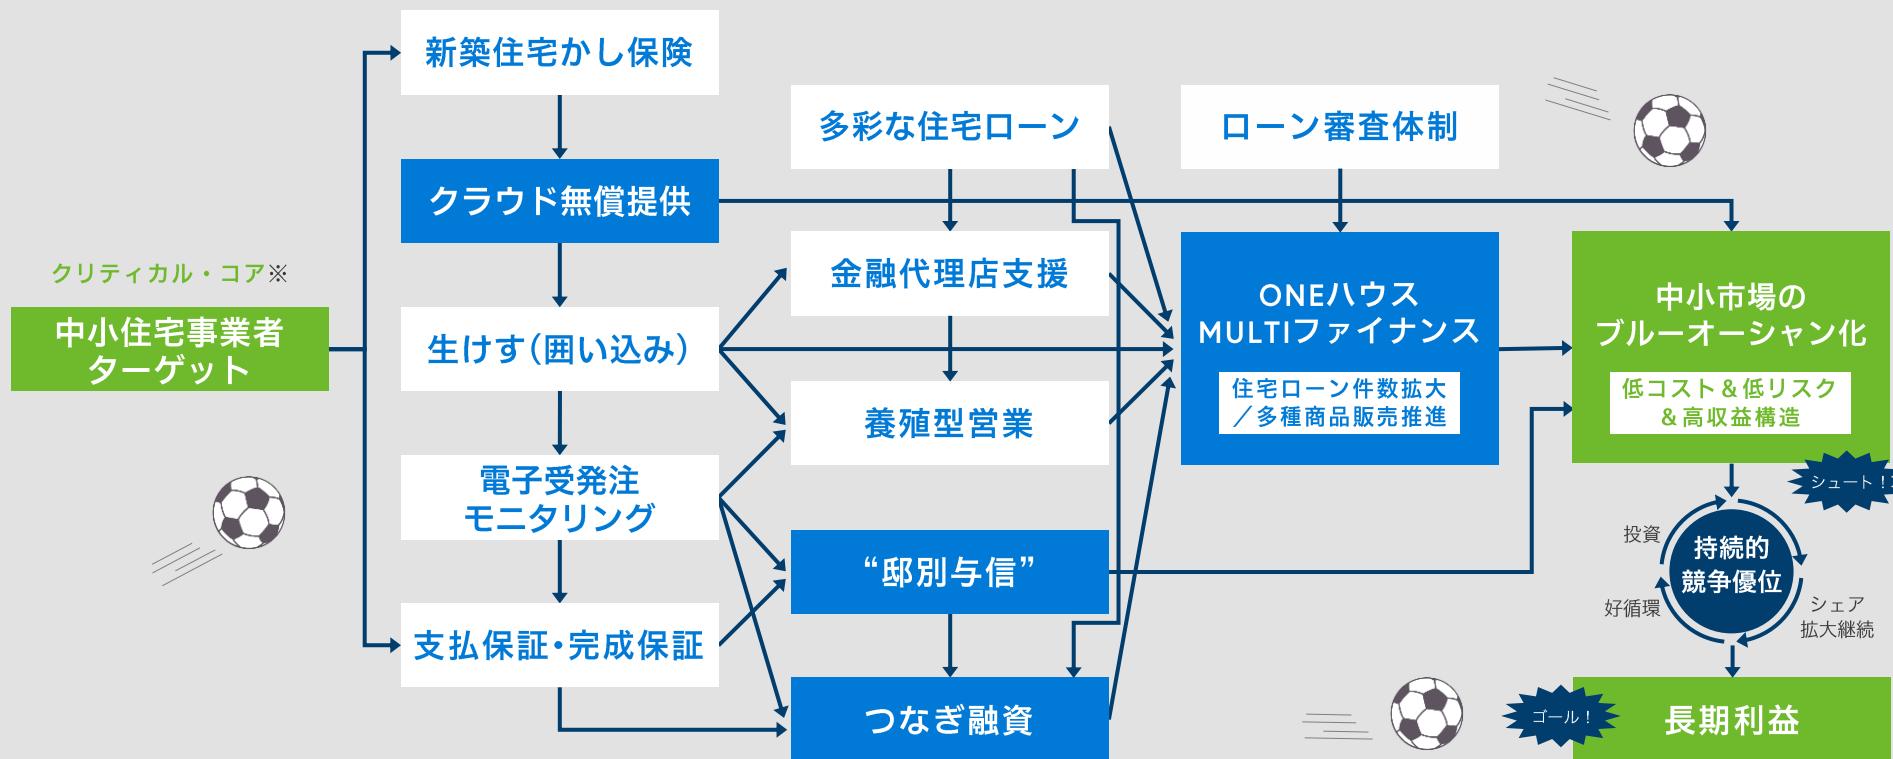 クリティカル・コア※
中小住宅事業者
ターゲット
新築住宅かし保険
クラウド無償提供
生けす（囲い込み）
電子受発注
モニタリング
支払保証・完成保証
多彩な住宅ローン
金融代理店支援
養殖型営業
“邸別与信”
つなぎ融資
ローン審査体制
ONEハウス
MULTIファイナンス
住宅ローン件数拡大
／多種商品販売推進
中小市場の
ブルーオーシャン化
低コスト＆低リスク
＆高収益構造
シュート！
投資
持続的
競争優位
好循環
シェア
拡大継続
ゴール！
長期利益